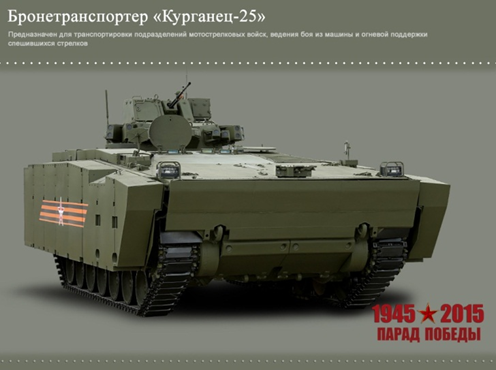 Бронетранспортер «Курганец-25»
Предназначен для транспортировки подразделений мотострелковых войск, ведения боя из машины и огневой поддержки
спешившихся стрелков
1945★2015
ПАРАД ПОБЕДЫ